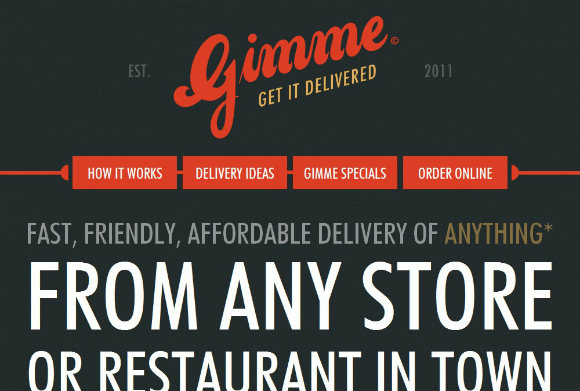 Gimme©
EST. GET IT DELIVERED 2011
HOW IT WORKS DELIVERY IDEAS GIMME SPECIALS ORDER ONLINE
FAST, FRIENDLY, AFFORDABLE DELIVERY OF ANYTHING*
FROM ANY STORE
OR RESTAURANT IN TOWN